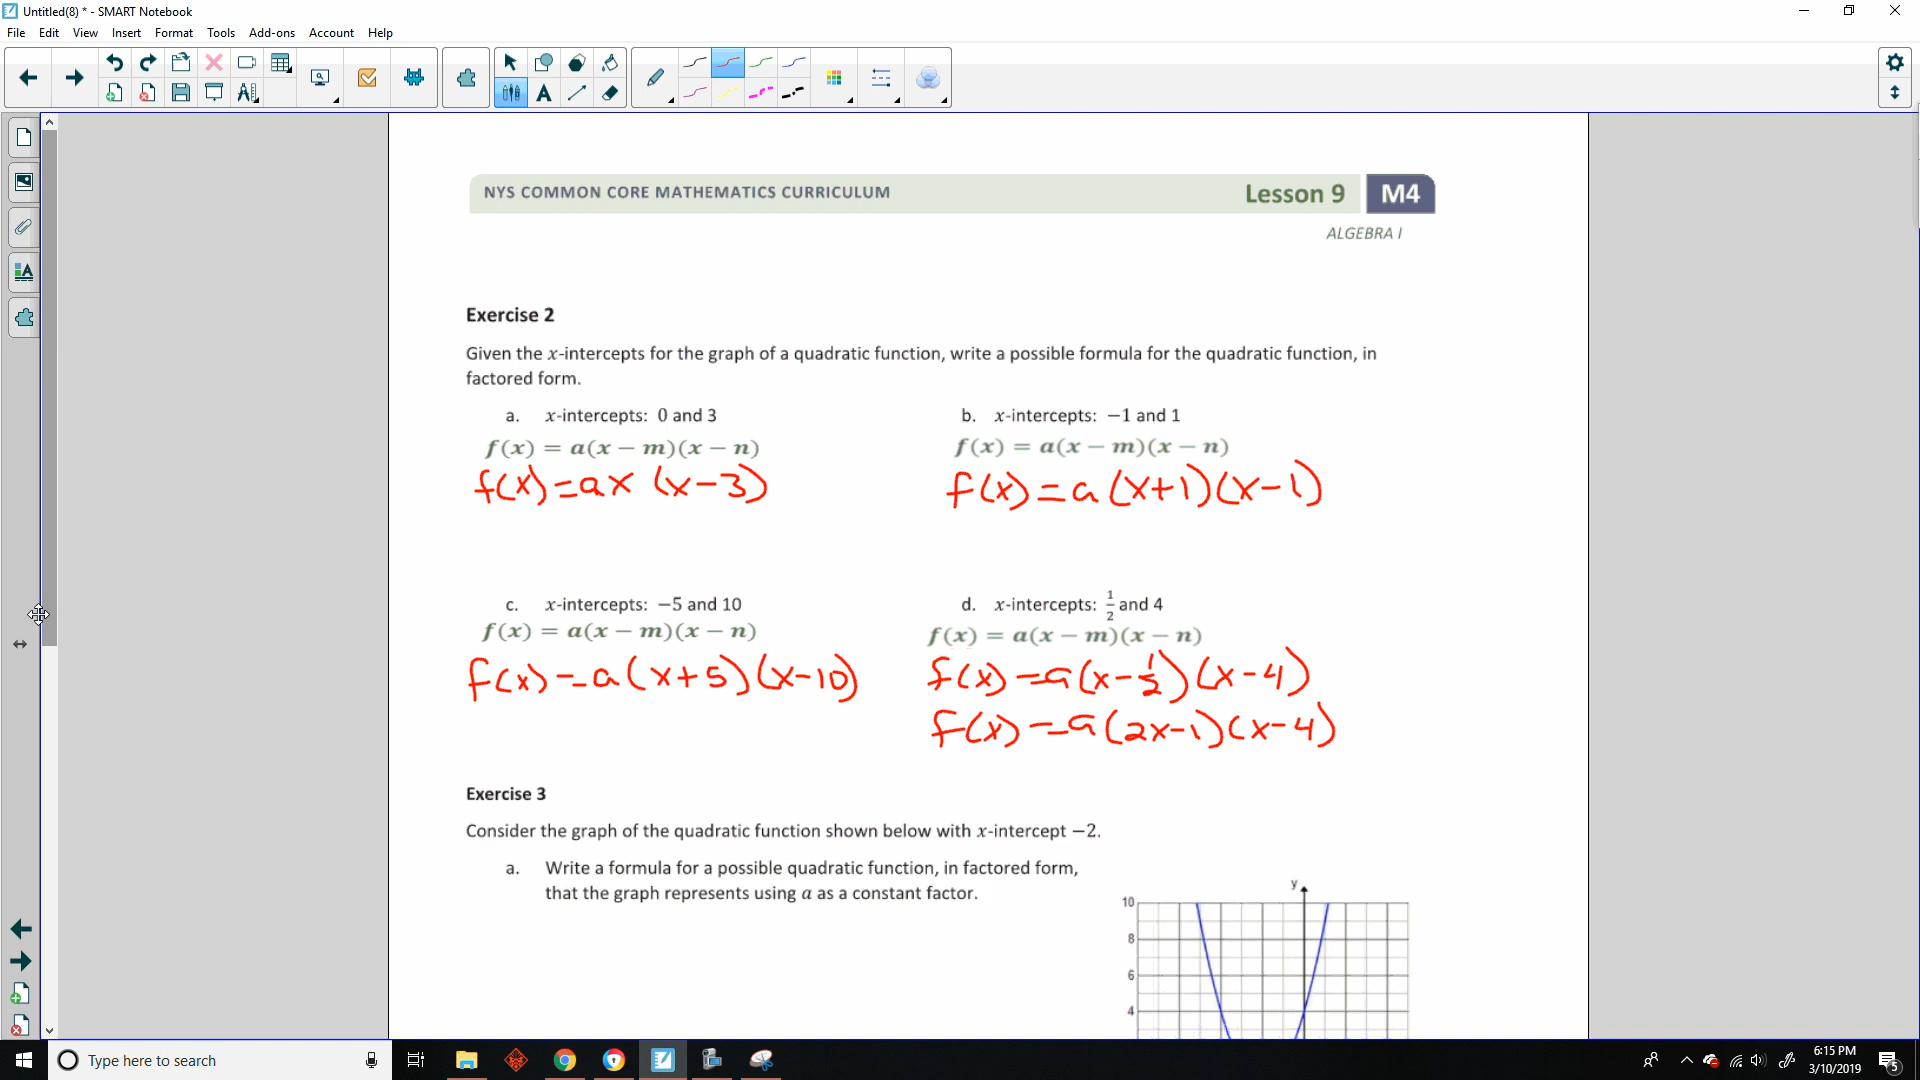 Untitled(8) * - SMART Notebook
File Edit View Insert Format Tools Add-ons Account Help
NYS COMMON CORE MATHEMATICS CURRICULUM Lesson 9 M4
ALGEBRA I
Exercise 2
Given the x-intercepts for the graph of a quadratic function, write a possible formula for the quadratic function, in
factored form.
a. x-intercepts: 0 and 3
f(x) = a(x − m)(x − n)
f(x)=ax (x-3)
b. x-intercepts: −1 and 1
f(x) = a(x − m)(x − n)
f(x)=a(x+1)(x-1)
c. x-intercepts: −5 and 10
f(x) = a(x − m)(x − n)
f(x)=a(x+5)(x-10)
d. x-intercepts: 1/2 and 4
f(x) = a(x − m)(x − n)
f(x)=a(x-1/2)(x-4)
f(x)=a(2x-1)(x-4)
Exercise 3
Consider the graph of the quadratic function shown below with x-intercept −2.
a. Write a formula for a possible quadratic function, in factored form,
that the graph represents using a as a constant factor.
y
10
8
6
4
Type here to search
6:15 PM
3/10/2019
5